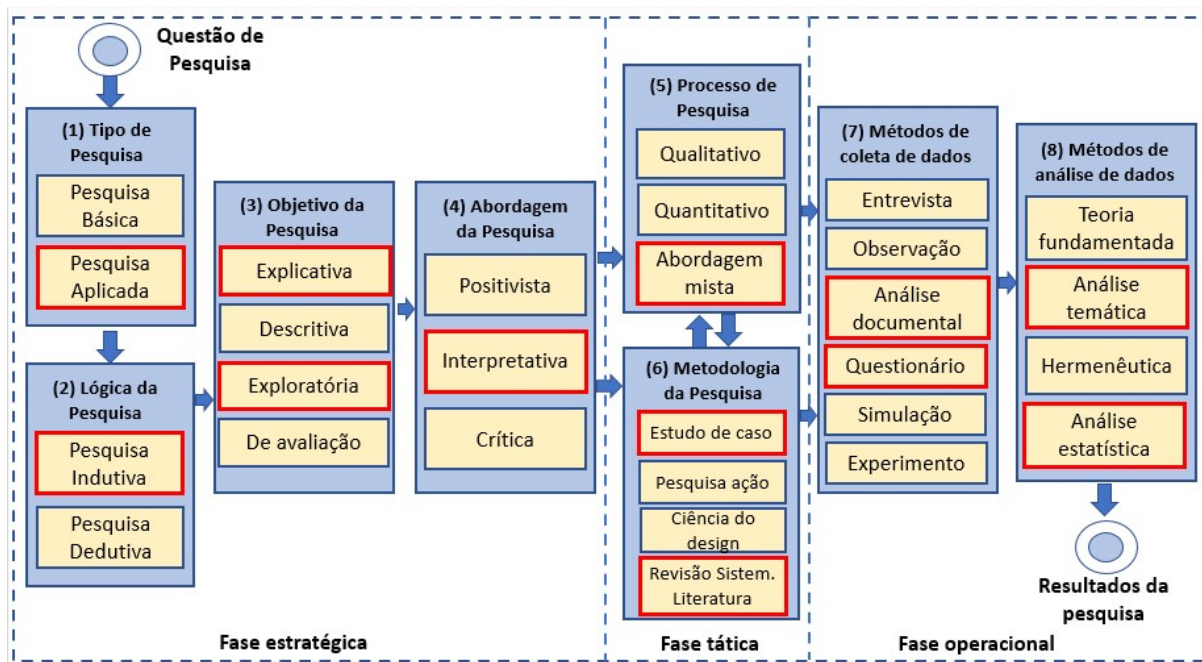 Questão de
Pesquisa
(1) Tipo de
Pesquisa
Pesquisa
Básica
Pesquisa
Aplicada
(2) Lógica da
Pesquisa
Pesquisa
Indutiva
Pesquisa
Dedutiva
(3) Objetivo da
Pesquisa
Explicativa
Descritiva
Exploratória
De avaliação
(4) Abordagem
da Pesquisa
Positivista
Interpretativa
Crítica
Fase estratégica
(5) Processo de
Pesquisa
Qualitativo
Quantitativo
Abordagem
mista
(6) Metodologia
da Pesquisa
Estudo de caso
Pesquisa ação
Ciência do
design
Revisão Sistem.
Literatura
Fase tática
(7) Métodos de
coleta de dados
Entrevista
Observação
Análise
documental
Questionário
Simulação
Experimento
(8) Métodos de
análise de dados
Teoria
fundamentada
Análise
temática
Hermenêutica
Análise
estatística
Resultados da
pesquisa
Fase operacional